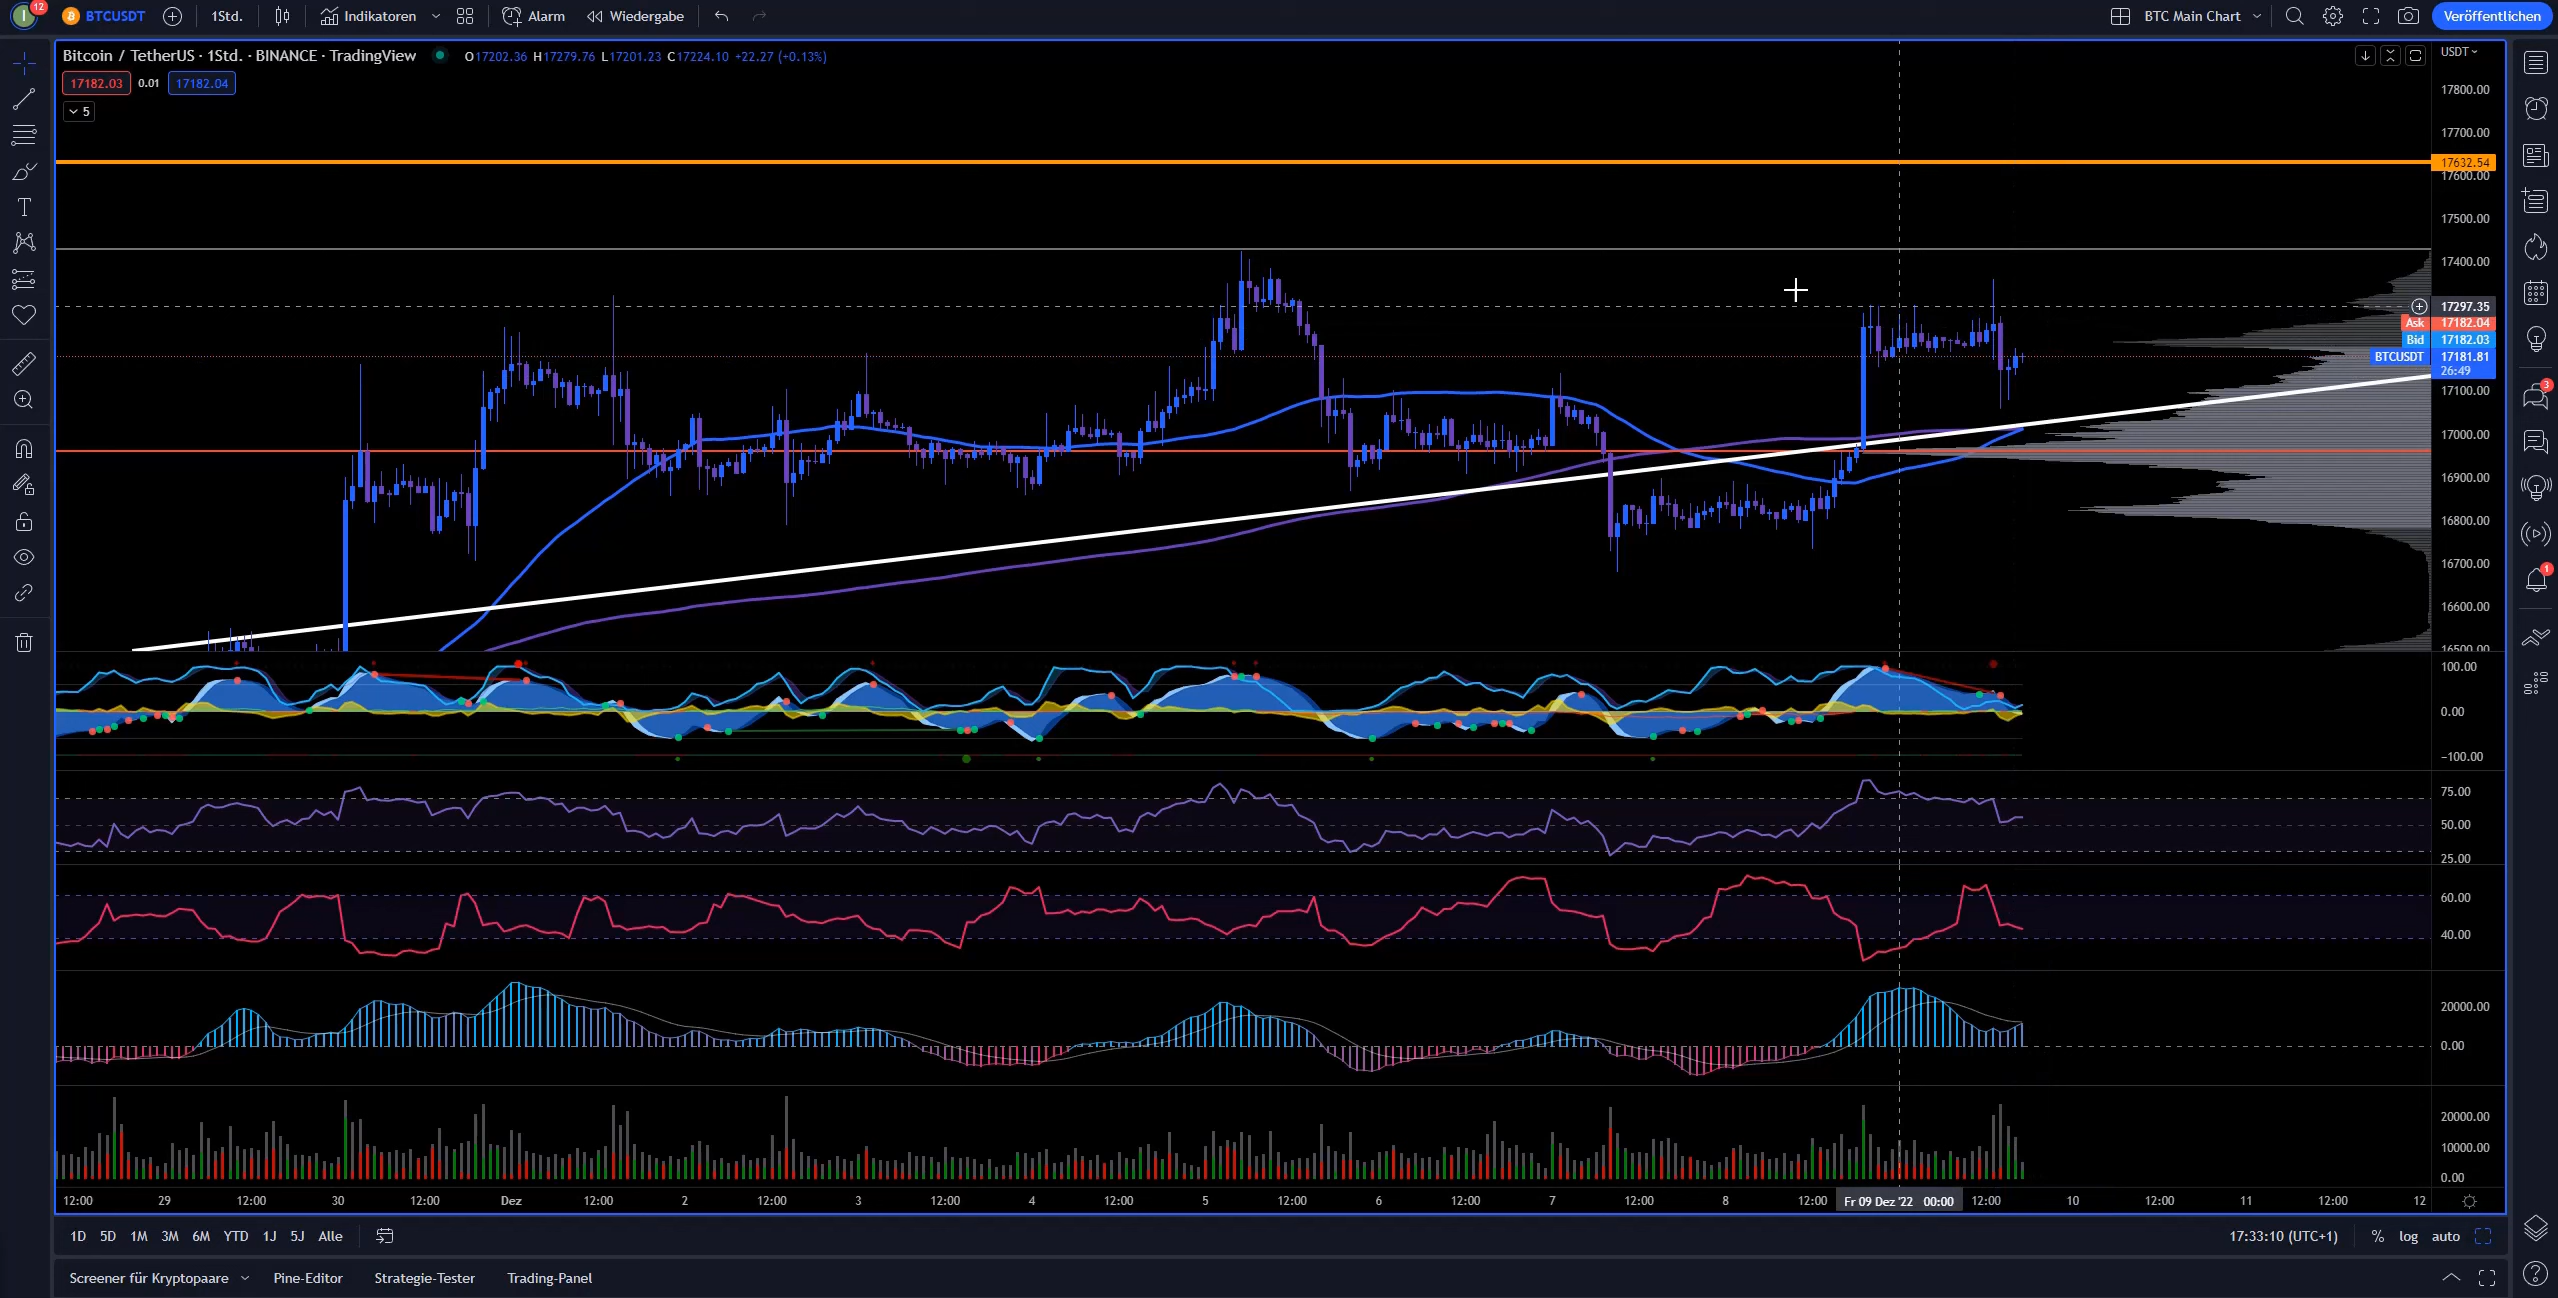 12
BTCUSDT
1Std.
Indikatoren
Alarm
Wiedergabe
BTC Main Chart
Veröffentlichen
Bitcoin / TetherUS · 1Std. · BINANCE · TradingView
O17202.36 H17279.76 L17201.23 C17224.10 +22.27 (+0.13%)
17182.03 0.01 17182.04
5
USDT
17800.00
17700.00
17632.54
17600.00
17500.00
17400.00
17297.35
Ask 17182.04
Bid 17182.03
BTCUSDT 17181.81
26:49
17100.00
17000.00
16900.00
16800.00
16700.00
16600.00
16500.00
100.00
0.00
−100.00
75.00
50.00
25.00
60.00
40.00
20000.00
0.00
20000.00
10000.00
0.00
3
1
12:00 29 12:00 30 12:00 Dez 12:00 2 12:00 3 12:00 4 12:00 5 12:00 6 12:00 7 12:00 8 12:00 Fr 09 Dez '22 00:00 12:00 10 12:00 11 12:00 12
1D 5D 1M 3M 6M YTD 1J 5J Alle
17:33:10 (UTC+1) % log auto
Screener für Kryptopaare Pine-Editor Strategie-Tester Trading-Panel